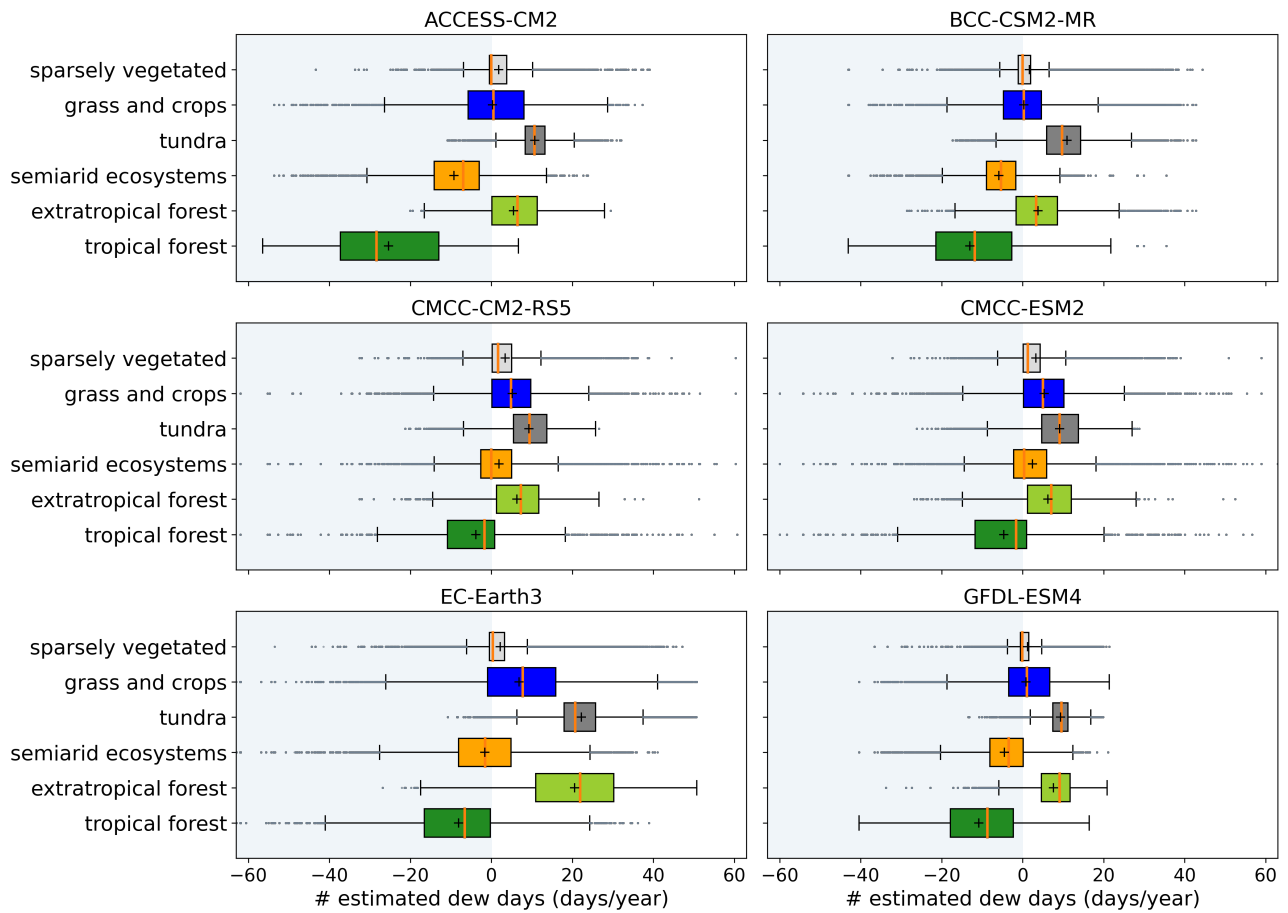 ACCESS-CM2
BCC-CSM2-MR
sparsely vegetated
grass and crops
tundra
semiarid ecosystems
extratropical forest
tropical forest
CMCC-CM2-RS5
CMCC-ESM2
sparsely vegetated
grass and crops
tundra
semiarid ecosystems
extratropical forest
tropical forest
EC-Earth3
GFDL-ESM4
sparsely vegetated
grass and crops
tundra
semiarid ecosystems
extratropical forest
tropical forest
−60 −40 −20 0 20 40 60
−60 −40 −20 0 20 40 60
# estimated dew days (days/year)
# estimated dew days (days/year)